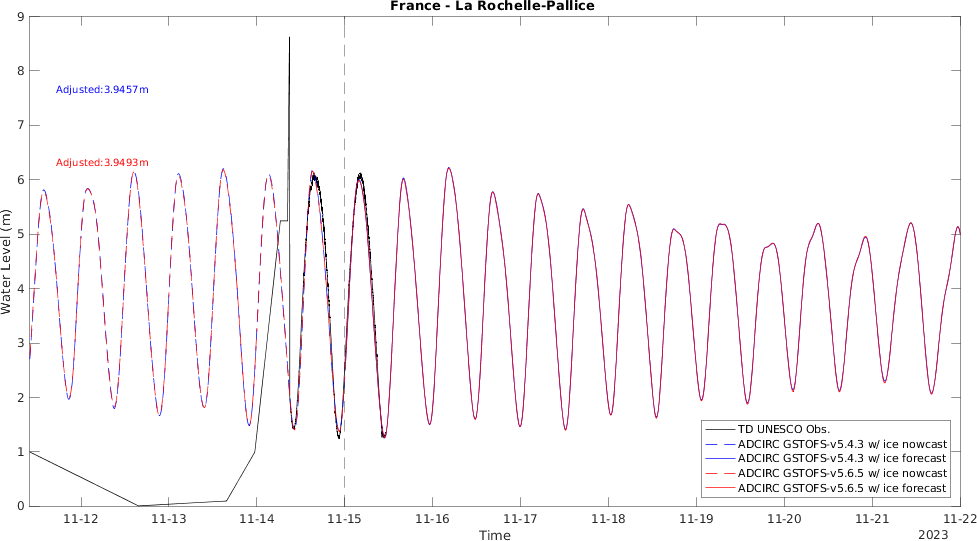 France - La Rochelle-Pallice
9
8
7
6
5
4
3
2
1
0
Water Level (m)
Adjusted:3.9457m
Adjusted:3.9493m
TD UNESCO Obs.
ADCIRC GSTOFS-v5.4.3 w/ ice nowcast
ADCIRC GSTOFS-v5.4.3 w/ ice forecast
ADCIRC GSTOFS-v5.6.5 w/ ice nowcast
ADCIRC GSTOFS-v5.6.5 w/ ice forecast
11-12 11-13 11-14 11-15 11-16 11-17 11-18 11-19 11-20 11-21 11-22
Time
2023